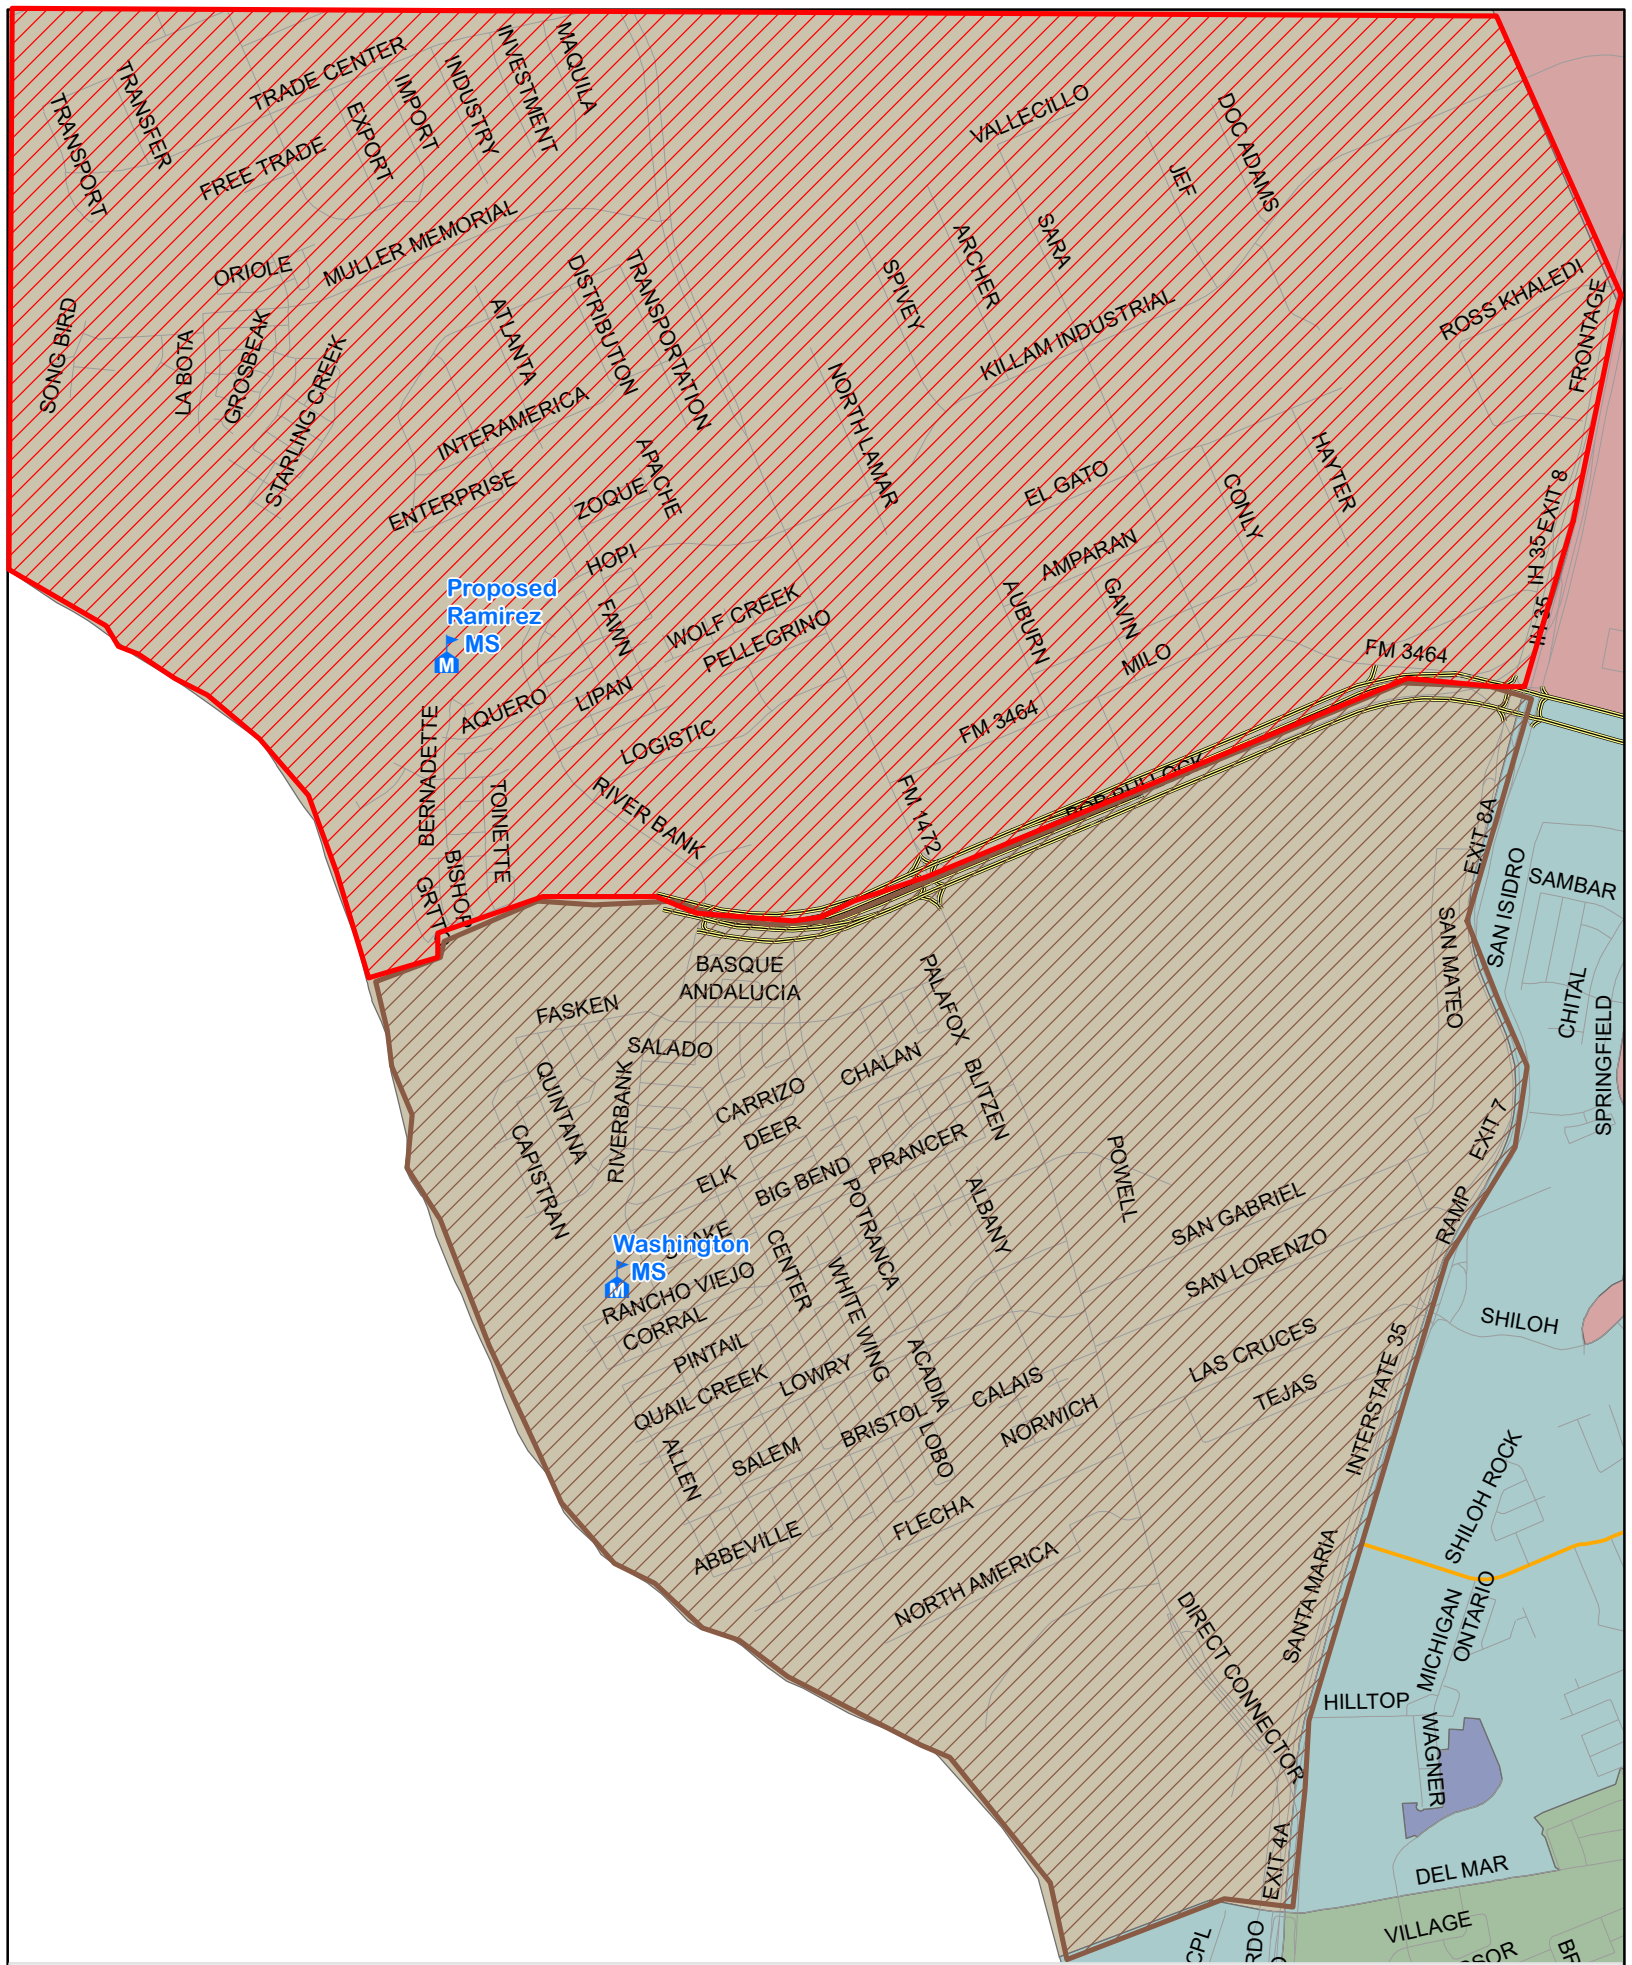 TRANSPORT
TRANSFER
TRADE CENTER
FREE TRADE
EXPORT
IMPORT
INDUSTRY
INVESTMENT
MAQUILA
VALLECILLO
JEF
DOC ADAMS
SARA
ARCHER
SPIVEY
KILLAM INDUSTRIAL
ROSS KHALEDI
FRONTAGE
MULLER MEMORIAL
ORIOLE
SONG BIRD
LA BOTA
GROSBEAK
STARLING CREEK
ATLANTA
DISTRIBUTION
TRANSPORTATION
INTERAMERICA
ENTERPRISE
NORTH LAMAR
ZOQUE
APACHE
HOPI
EL GATO
AMPARAN
CONLY
HAYTER
EXIT 8
IH 35
IH 35
Proposed
Ramirez
MS
M
FAWN
WOLF CREEK
PELLEGRINO
AUBURN
GAVIN
MILO
FM 3464
FM 3464
AQUERO
LIPAN
LOGISTIC
BERNADETTE
TOINETTE
RIVER BANK
BISHOP
FM 1472
BOB BULLOCK
EXIT 8A
SAN ISIDRO
SAMBAR
SAN MATEO
CHITAL
SPRINGFIELD
BASQUE
ANDALUCIA
PALAFOX
FASKEN
SALADO
CHALAN
QUINTANA
RIVERBANK
CARRIZO
DEER
BLITZEN
CAPISTRAN
ELK
BIG BEND
PRANCER
POTRANCA
ALBANY
POWELL
EXIT 7
RAMP
SAN GABRIEL
SAN LORENZO
Washington
MS
M
CENTER
WHITE WING
RANCHO VIEJO
CORRAL
PINTAIL
QUAIL CREEK
LOWRY
ACADIA
CALAIS
NORWICH
LAS CRUCES
TEJAS
INTERSTATE 35
SHILOH
ALLEN
SALEM
BRISTOL
LOBO
FLECHA
ABBEVILLE
NORTH AMERICA
SHILOH ROCK
SANTA MARIA
MICHIGAN
ONTARIO
DIRECT CONNECTOR
HILLTOP
WAGNER
EXIT 4A
DEL MAR
VILLAGE